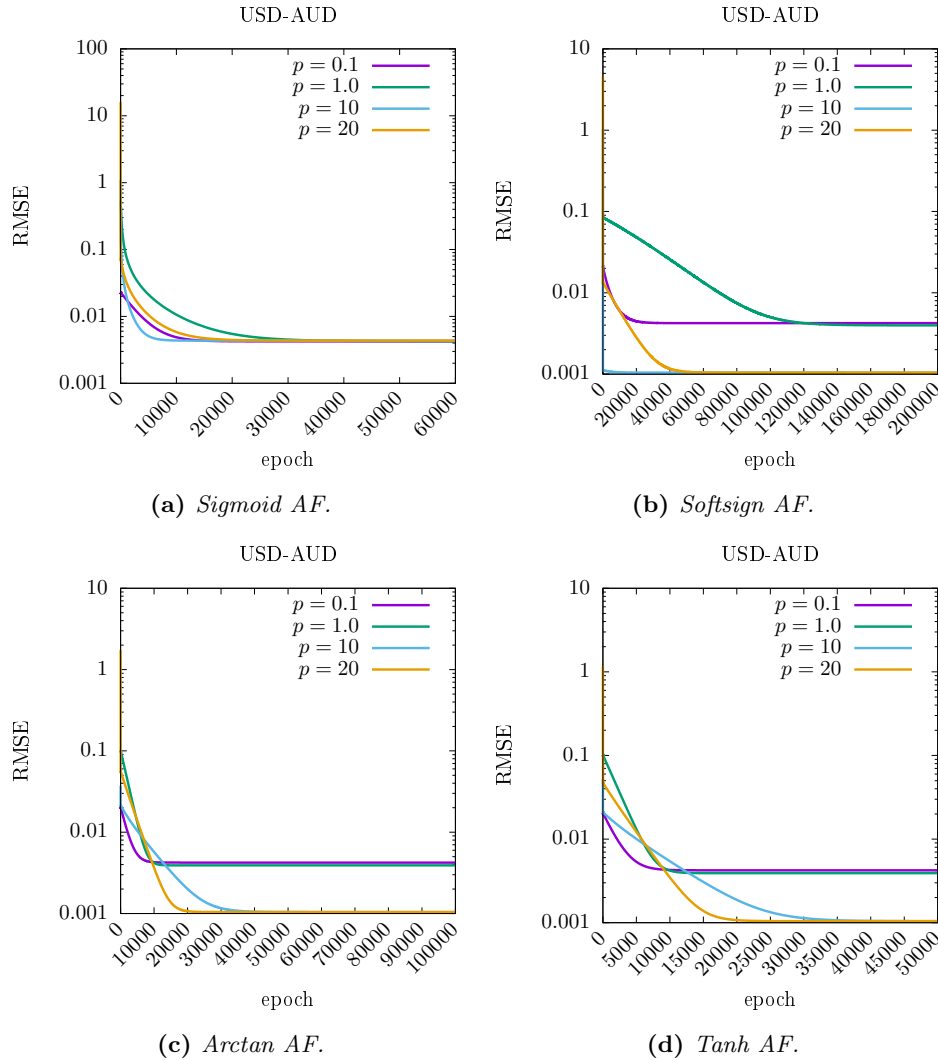 USD-AUD
RMSE
100
10
1
0.1
0.01
0.001
p = 0.1
p = 1.0
p = 10
p = 20
0
10000
20000
30000
40000
50000
60000
epoch
(a) Sigmoid AF.
USD-AUD
RMSE
10
1
0.1
0.01
0.001
p = 0.1
p = 1.0
p = 10
p = 20
0
20000
40000
60000
80000
100000
120000
140000
160000
180000
200000
epoch
(b) Softsign AF.
USD-AUD
RMSE
10
1
0.1
0.01
0.001
p = 0.1
p = 1.0
p = 10
p = 20
0
10000
20000
30000
40000
50000
60000
70000
80000
90000
100000
epoch
(c) Arctan AF.
USD-AUD
RMSE
10
1
0.1
0.01
0.001
p = 0.1
p = 1.0
p = 10
p = 20
0
5000
10000
15000
20000
25000
30000
35000
40000
45000
50000
epoch
(d) Tanh AF.